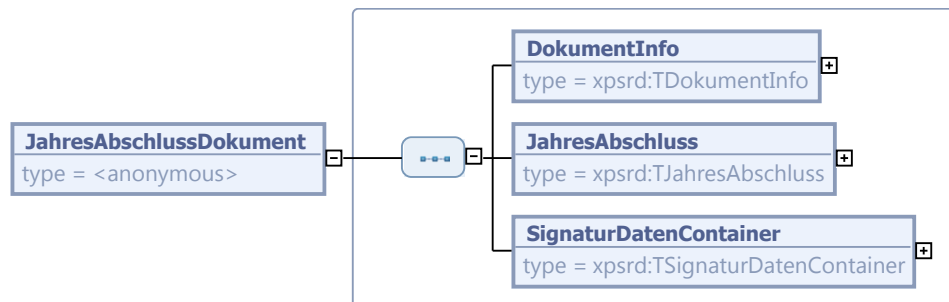 DokumentInfo
type = xpsrd:TDokumentInfo
JahresAbschlussDokument
type = <anonymous>
JahresAbschluss
type = xpsrd:TJahresAbschluss
SignaturDatenContainer
type = xpsrd:TSignaturDatenContainer